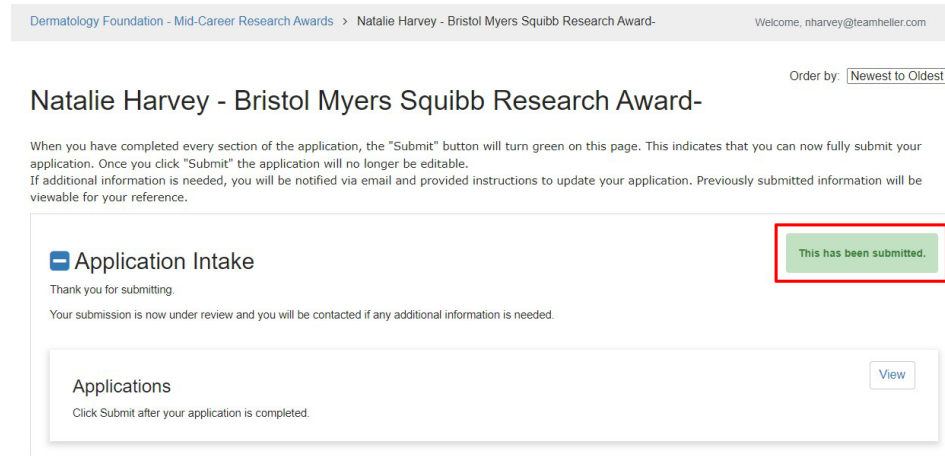 Dermatology Foundation - Mid-Career Research Awards > Natalie Harvey - Bristol Myers Squibb Research Award-
Welcome, nharvey@teamheller.com
Order by: Newest to Oldest
Natalie Harvey - Bristol Myers Squibb Research Award-
When you have completed every section of the application, the "Submit" button will turn green on this page. This indicates that you can now fully submit your
application. Once you click "Submit" the application will no longer be editable.
If additional information is needed, you will be notified via email and provided instructions to update your application. Previously submitted information will be
viewable for your reference.
Application Intake
This has been submitted.
Thank you for submitting.
Your submission is now under review and you will be contacted if any additional information is needed.
Applications
View
Click Submit after your application is completed.